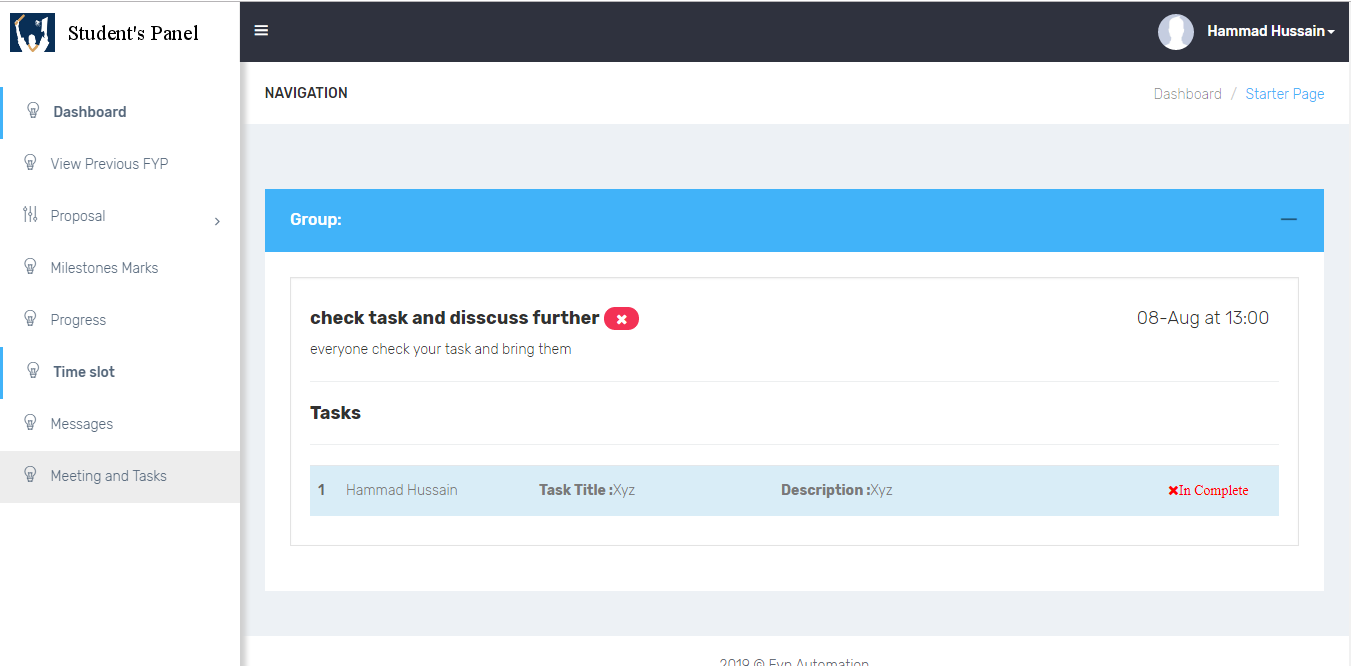 Student's Panel
Hammad Hussain
Dashboard
View Previous FYP
Proposal
Milestones Marks
Progress
Time slot
Messages
Meeting and Tasks
NAVIGATION
Dashboard / Starter Page
Group:
check task and disscuss further
08-Aug at 13:00
everyone check your task and bring them
Tasks
1 Hammad Hussain Task Title :Xyz Description :Xyz In Complete
2019 © Fyp Automation